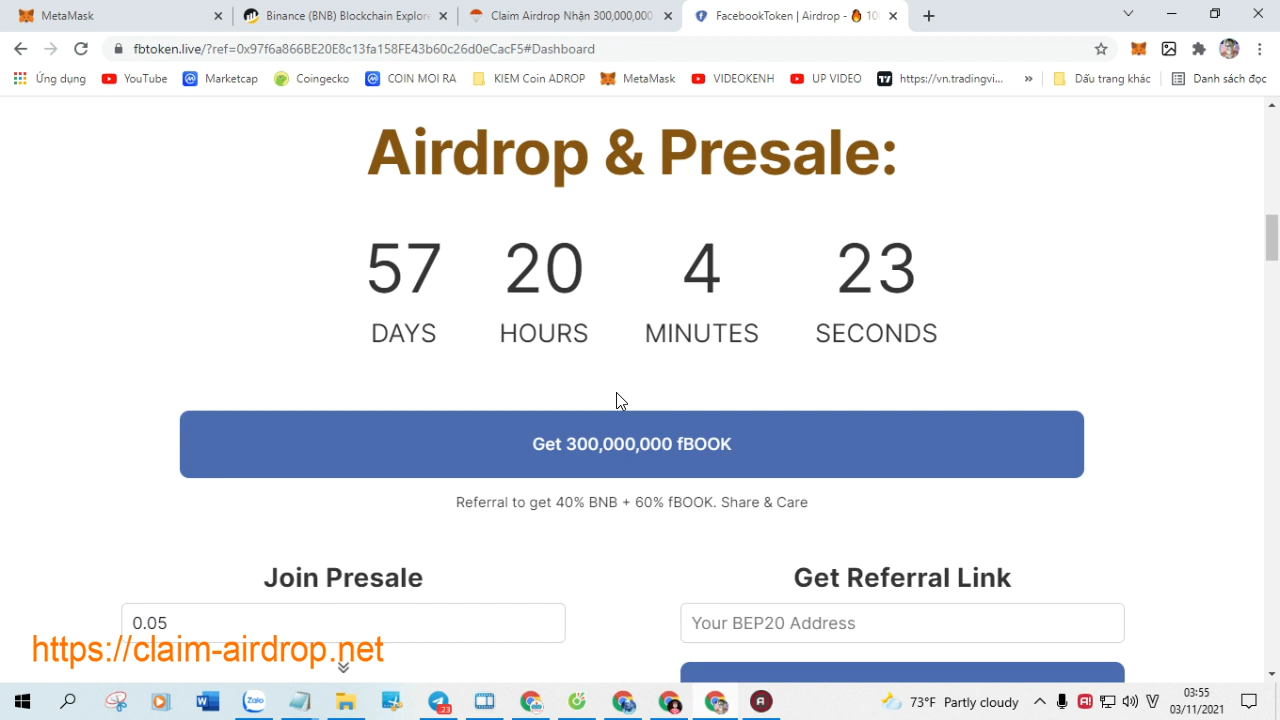 MetaMask
Binance (BNB) Blockchain Explore
Claim Airdrop Nhận 300,000,000
FacebookToken | Airdrop - 🔥 10
fbtoken.live/?ref=0x97f6a866BE20E8c13fa158FE43b60c26d0eCacF5#Dashboard
Ứng dụng YouTube Marketcap Coingecko COIN MOI RA KIEM Coin ADROP MetaMask VIDEOKENH UP VIDEO https://vn.tradingvi... » Dấu trang khác Danh sách đọc
Airdrop & Presale:
57 20 4 23
DAYS HOURS MINUTES SECONDS
Get 300,000,000 fBOOK
Referral to get 40% BNB + 60% fBOOK. Share & Care
Join Presale
Get Referral Link
0.05
Your BEP20 Address
https://claim-airdrop.net
73°F Partly cloudy
03:55
03/11/2021